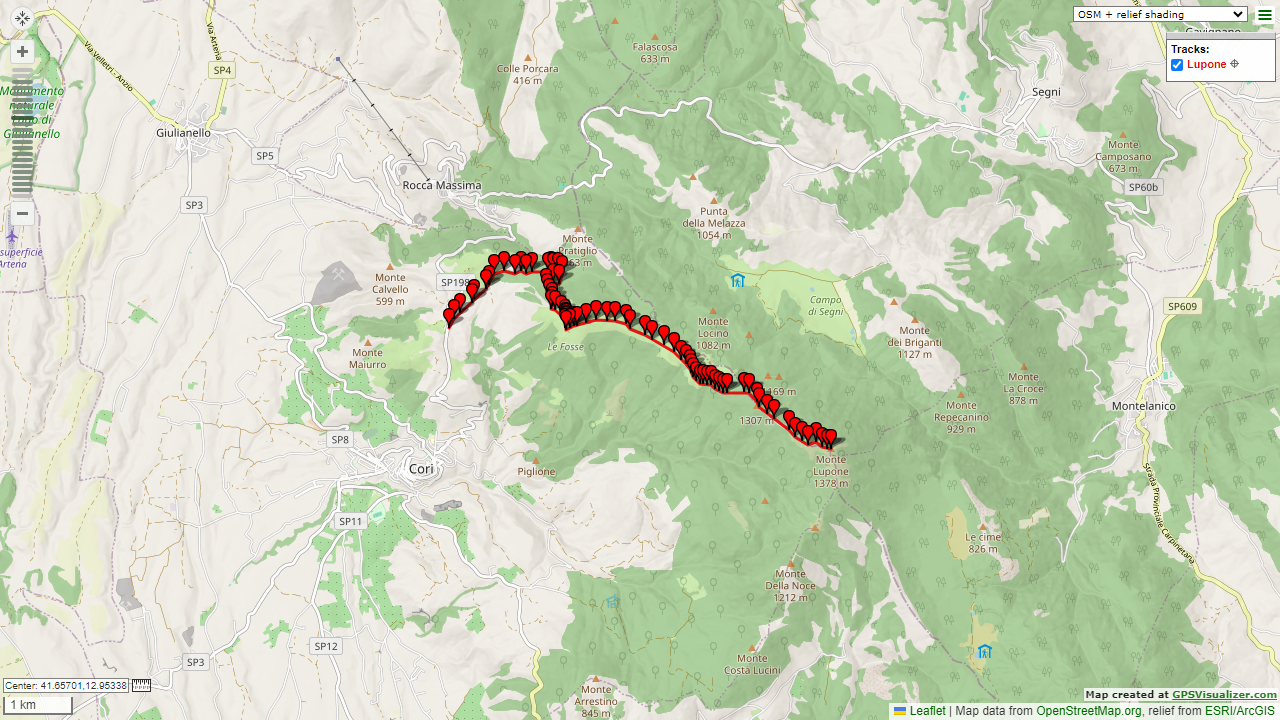 OSM + relief shading
Tracks:
Lupone
Gavignano
Falascosa
633 m
Colle Porcara
416 m
Via Velletri - Anzio
Via Artena
SP4
Segni
Monumento
naturale
Lago di
Giulianello
Giulianello
SP5
Rocca Massima
Monte
Camposano
673 m
SP60b
SP3
Punta
della Melazza
1054 m
superficie
Artena
Monte
Pratiglio
63 m
Monte
Calvello
599 m
SP198
Campo
di Segni
SP609
Monte
Locino
1082 m
Monte
dei Briganti
1127 m
Le Fosse
Monte
Maiurro
Monte
La Croce
878 m
169 m
1307 m
Monte
Repecanino
929 m
Montelanico
SP8
Cori
Piglione
Monte
Lupone
1378 m
Strada Provinciale Carpinetana
SP11
Le cime
826 m
Monte
Della Noce
1212 m
SP12
SP3
Monte
Costa Lucini
Monte
Arrestino
845 m
Center: 41.65701,12.95338
1 km
Map created at GPSVisualizer.com
Leaflet | Map data from OpenStreetMap.org, relief from ESRI/ArcGIS